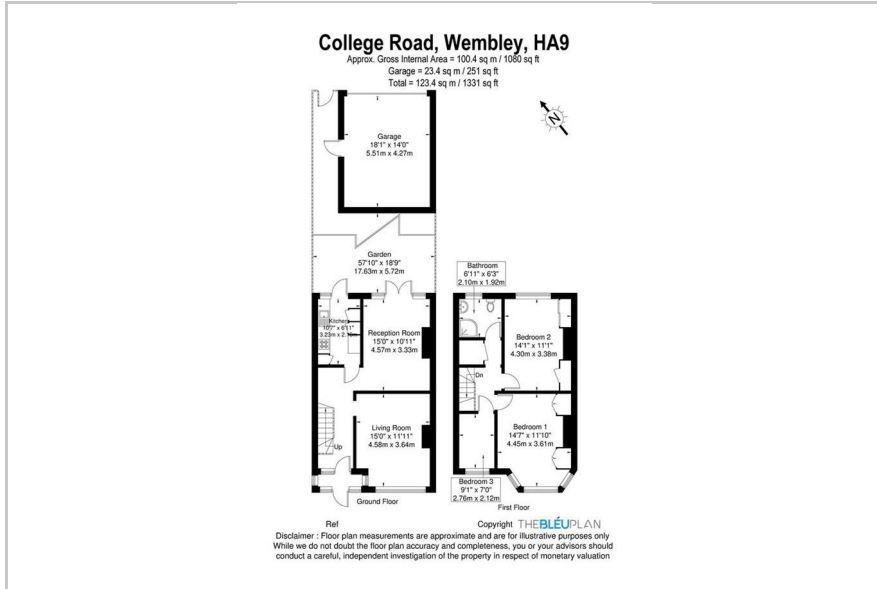 College Road, Wembley, HA9
Approx. Gross Internal Area = 100.4 sq m / 1080 sq ft
Garage = 23.4 sq m / 251 sq ft
Total = 123.4 sq m / 1331 sq ft
N
Garage
18'1" x 14'0"
5.51m x 4.27m
Garden
57'10" x 18'9"
17.63m x 5.72m
Kitchen
10'7" x 6'11"
3.23m x
Reception Room
15'0" x 10'11"
4.57m x 3.33m
Living Room
15'0" x 11'11"
4.58m x 3.64m
Up
Ground Floor
Bathroom
6'11" x 6'3"
2.10m x 1.92m
Bedroom 2
14'1" x 11'1"
4.30m x 3.38m
Dn
Bedroom 1
14'7" x 11'10"
4.45m x 3.61m
Bedroom 3
9'1" x 7'0"
2.76m x 2.12m
First Floor
Ref
Copyright THEBLÉUPLAN
Disclaimer : Floor plan measurements are approximate and are for illustrative purposes only
While we do not doubt the floor plan accuracy and completeness, you or your advisors should
conduct a careful, independent investigation of the property in respect of monetary valuation